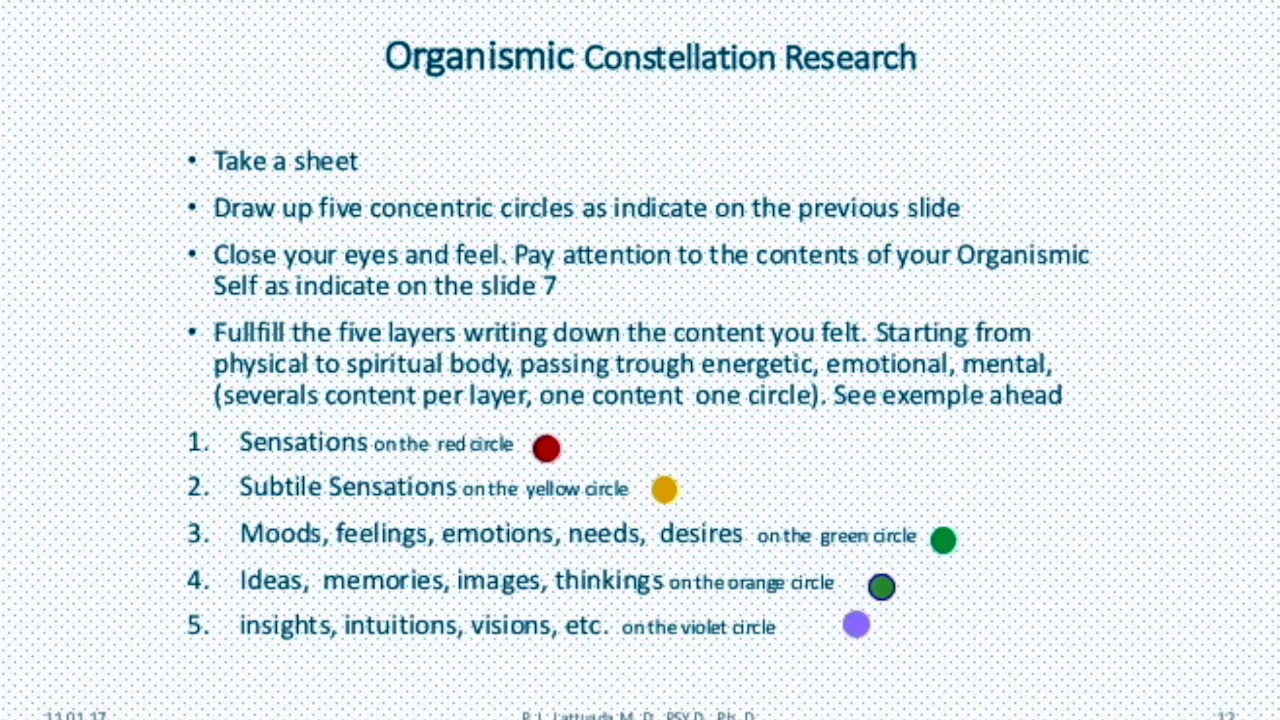 Organismic Constellation Research
• Take a sheet
• Draw up five concentric circles as indicate on the previous slide
• Close your eyes and feel. Pay attention to the contents of your Organismic
Self as indicate on the slide 7
• Fullfill the five layers writing down the content you felt. Starting from
physical to spiritual body, passing trough energetic, emotional, mental,
(severals content per layer, one content one circle). See exemple ahead
1. Sensations on the red circle
2. Subtile Sensations on the yellow circle
3. Moods, feelings, emotions, needs, desires on the green circle
4. Ideas, memories, images, thinkings on the orange circle
5. insights, intuitions, visions, etc. on the violet circle
11.01.17 P. L. Lattuada M. D., PSY.D., Ph. D. 12